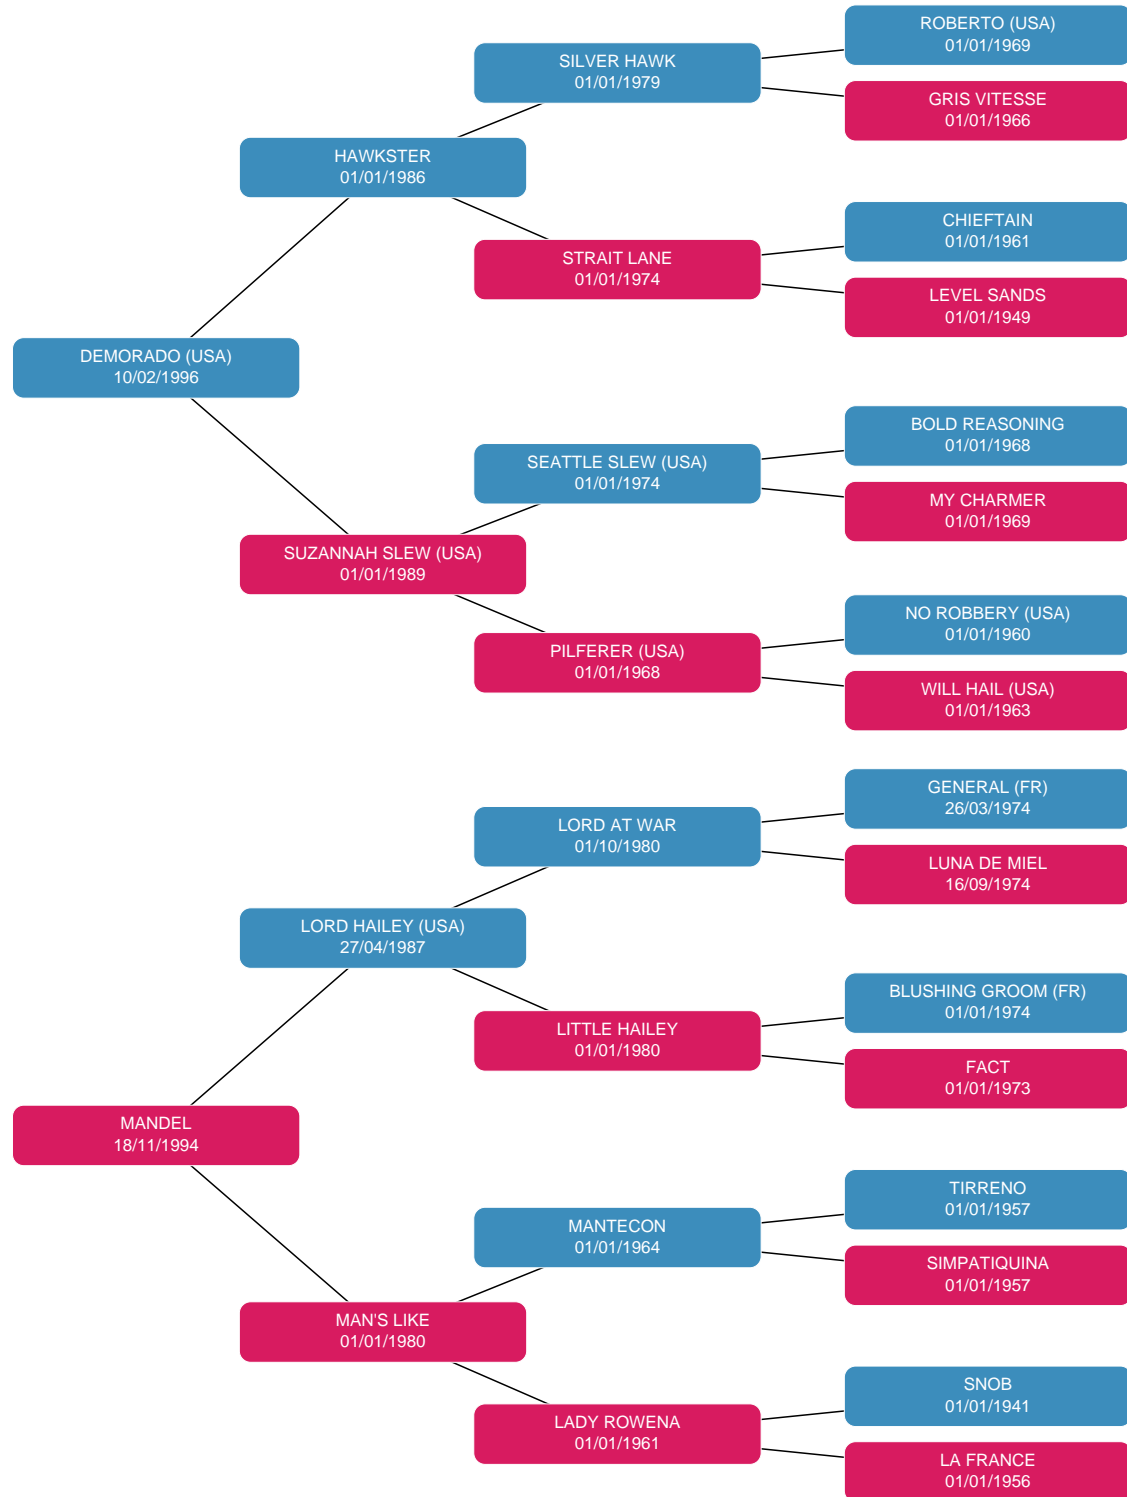 ROBERTO (USA)
01/01/1969
SILVER HAWK
01/01/1979
GRIS VITESSE
01/01/1966
HAWKSTER
01/01/1986
CHIEFTAIN
01/01/1961
STRAIT LANE
01/01/1974
LEVEL SANDS
01/01/1949
DEMORADO (USA)
10/02/1996
BOLD REASONING
01/01/1968
SEATTLE SLEW (USA)
01/01/1974
MY CHARMER
01/01/1969
SUZANNAH SLEW (USA)
01/01/1989
NO ROBBERY (USA)
01/01/1960
PILFERER (USA)
01/01/1968
WILL HAIL (USA)
01/01/1963
GENERAL (FR)
26/03/1974
LORD AT WAR
01/10/1980
LUNA DE MIEL
16/09/1974
LORD HAILEY (USA)
27/04/1987
BLUSHING GROOM (FR)
01/01/1974
LITTLE HAILEY
01/01/1980
FACT
01/01/1973
MANDEL
18/11/1994
TIRRENO
01/01/1957
MANTECON
01/01/1964
SIMPATIQUINA
01/01/1957
MAN'S LIKE
01/01/1980
SNOB
01/01/1941
LADY ROWENA
01/01/1961
LA FRANCE
01/01/1956